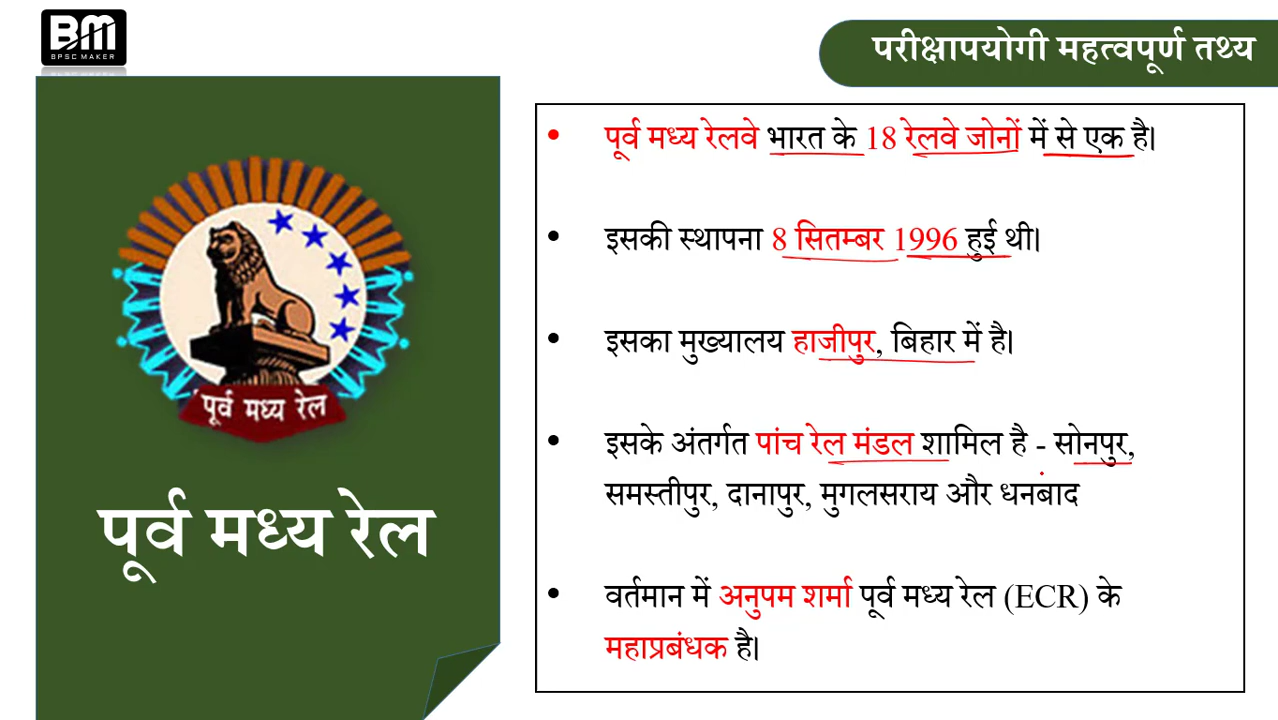 BM
BPSC MAKER
परीक्षापयोगी महत्वपूर्ण तथ्य
पूर्व मध्य रेल
पूर्व मध्य रेल
• पूर्व मध्य रेलवे भारत के 18 रेलवे जोनों में से एक है।
• इसकी स्थापना 8 सितम्बर 1996 हुई थी।
• इसका मुख्यालय हाजीपुर, बिहार में है।
• इसके अंतर्गत पांच रेल मंडल शामिल है - सोनपुर,
समस्तीपुर, दानापुर, मुगलसराय और धनबाद
• वर्तमान में अनुपम शर्मा पूर्व मध्य रेल (ECR) के
महाप्रबंधक है।